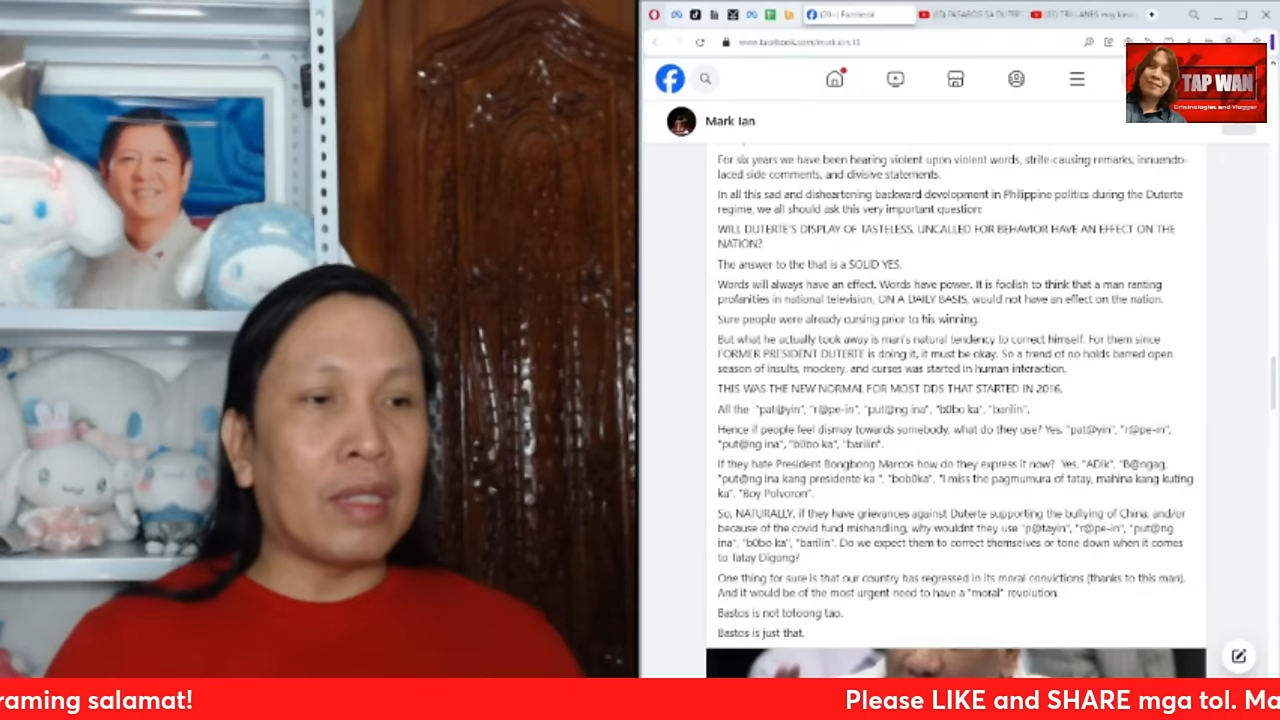 (20+) Facebook
www.facebook.com/mark.ian.13
TAP WAN
Criminologist and Vlogger
Mark Ian
For six years we have been hearing violent upon violent words, strife-causing remarks, innuendo-
laced side comments, and divisive statements.
In all this sad and disheartening backward development in Philippine politics during the Duterte
regime, we all should ask this very important question:
WILL DUTERTE'S DISPLAY OF TASTELESS, UNCALLED FOR BEHAVIOR HAVE AN EFFECT ON THE
NATION?
The answer to the that is a SOLID YES.
Words will always have an effect. Words have power. It is foolish to think that a man ranting
profanities in national television, ON A DAILY BASIS, would not have an effect on the nation.
Sure people were already cursing prior to his winning.
But what he actually took away is man's natural tendency to correct himself. For them since
FORMER PRESIDENT DUTERTE is doing it, it must be okay. So a trend of no holds barred open
season of insults, mockery, and curses was started in human interaction.
THIS WAS THE NEW NORMAL FOR MOST DDS THAT STARTED IN 2016.
All the "pat@yin", "r@pe-in", "put@ng ina", "b0bo ka", "barilin".
Hence if people feel dismay towards somebody, what do they use? Yes, "pat@yin", "r@pe-in",
"put@ng ina", "b0bo ka", "barilin".
If they hate President Bongbong Marcos how do they express it now? Yes, "ADik", "B@ngag,
"put@ng ina kang presidente ka ", "bob0ka", "I miss the pagmumura of tatay, mahina kang kuting
ka", "Boy Polvoron".
So, NATURALLY, if they have grievances against Duterte supporting the bullying of China, and/or
because of the covid fund mishandling, why wouldnt they use "p@tayin", "r@pe-in", "put@ng
ina", "b0bo ka", "barilin". Do we expect them to correct themselves or tone down when it comes
to Tatay Digong?
One thing for sure is that our country has regressed in its moral convictions (thanks to this man).
And it would be of the most urgent need to have a "moral" revolution.
Bastos is not totoong tao.
Bastos is just that.
raming salamat!
Please LIKE and SHARE mga tol. Ma